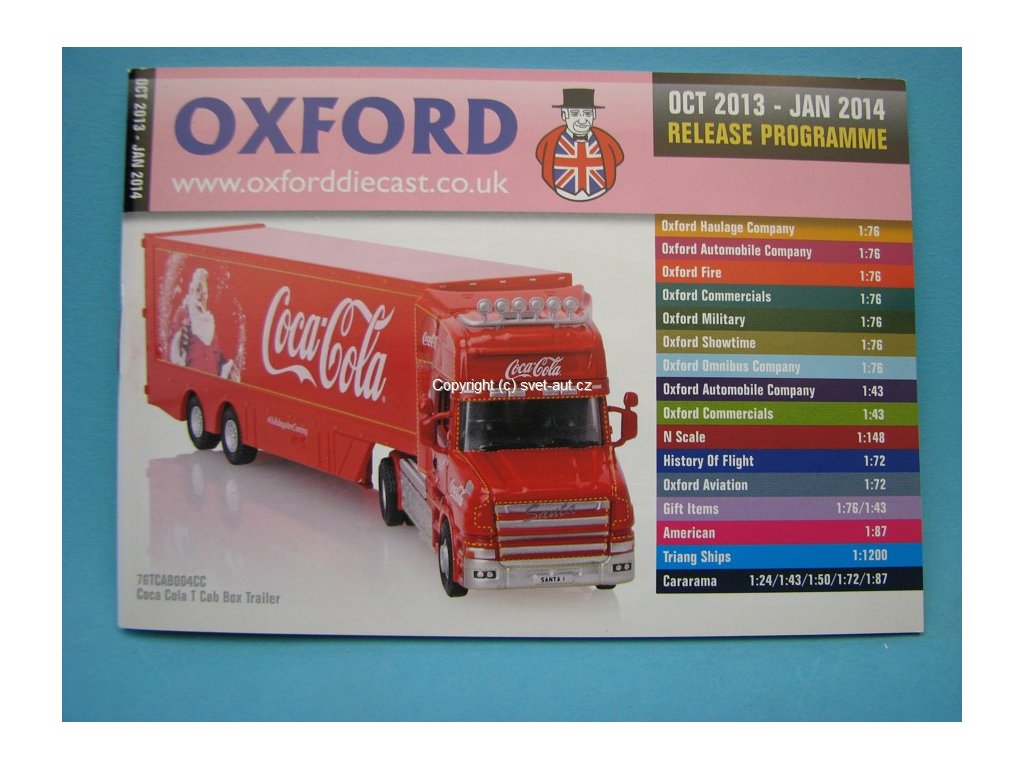 OCT 2013 - JAN 2014
OXFORD
www.oxforddiecast.co.uk
OCT 2013 - JAN 2014
RELEASE PROGRAMME
Oxford Haulage Company 1:76
Oxford Automobile Company 1:76
Oxford Fire 1:76
Oxford Commercials 1:76
Oxford Military 1:76
Oxford Showtime 1:76
Oxford Omnibus Company 1:76
Oxford Automobile Company 1:43
Oxford Commercials 1:43
N Scale 1:148
History Of Flight 1:72
Oxford Aviation 1:72
Gift Items 1:76/1:43
American 1:87
Triang Ships 1:1200
Cararama 1:24/1:43/1:50/1:72/1:87
Coca-Cola
Coca-Cola
Copyright (c) svet-aut.cz
#HolidaysAreComing
Santa
SANTA 1
76TCAB004CC
Coca Cola T Cab Box Trailer